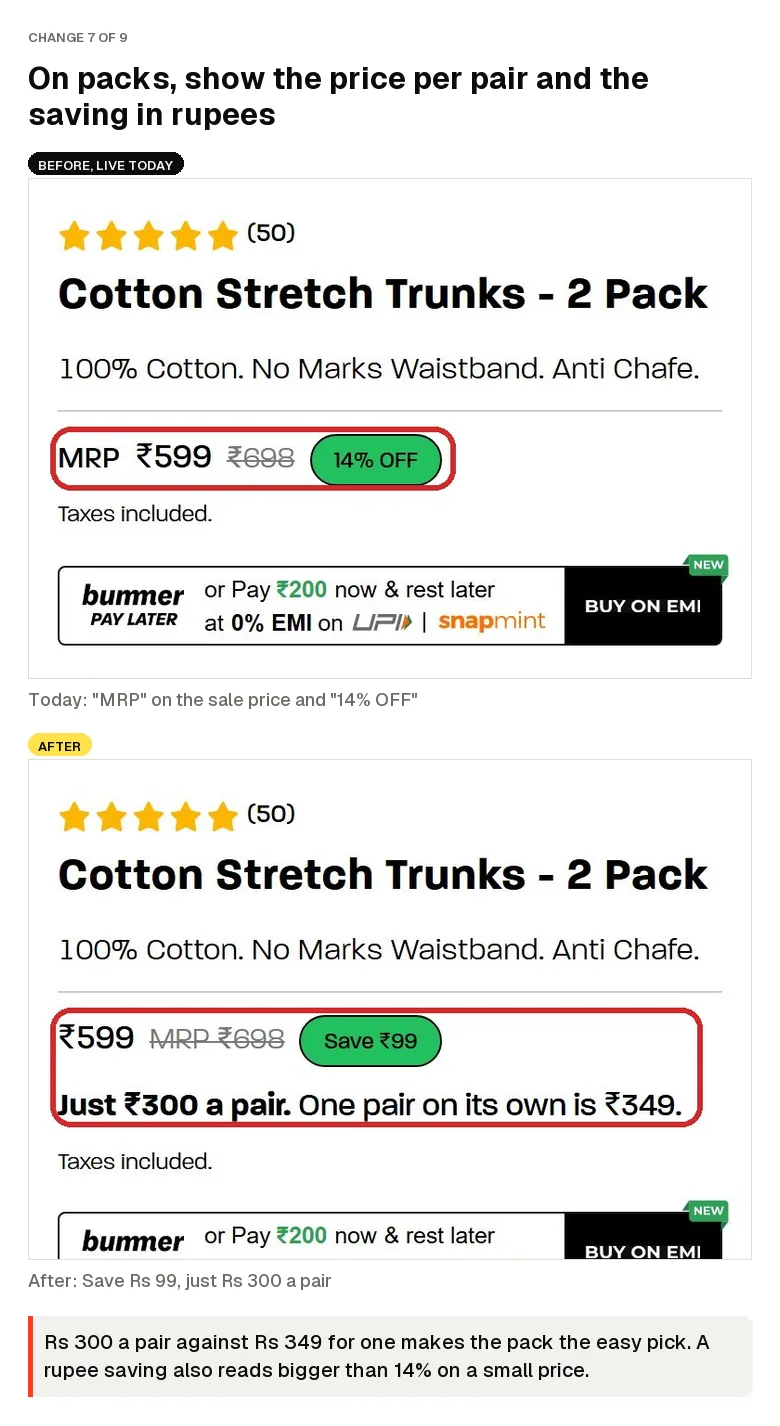 CHANGE 7 OF 9
On packs, show the price per pair and the
saving in rupees
BEFORE, LIVE TODAY
(50)
Cotton Stretch Trunks - 2 Pack
100% Cotton. No Marks Waistband. Anti Chafe.
MRP ₹599 ₹698 14% OFF
Taxes included.
NEW
bummer
PAY LATER
or Pay ₹200 now & rest later
at 0% EMI on UPI | snapmint
BUY ON EMI
Today: "MRP" on the sale price and "14% OFF"
AFTER
(50)
Cotton Stretch Trunks - 2 Pack
100% Cotton. No Marks Waistband. Anti Chafe.
₹599 MRP ₹698 Save ₹99
Just ₹300 a pair. One pair on its own is ₹349.
Taxes included.
NEW
bummer
or Pay ₹200 now & rest later
BUY ON EMI
After: Save Rs 99, just Rs 300 a pair
Rs 300 a pair against Rs 349 for one makes the pack the easy pick. A
rupee saving also reads bigger than 14% on a small price.